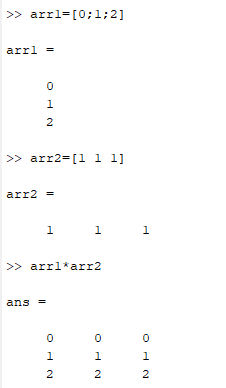 >> arr1=[0;1;2]
arr1 =
0
1
2
>> arr2=[1 1 1]
arr2 =
1 1 1
>> arr1*arr2
ans =
0 0 0
1 1 1
2 2 2